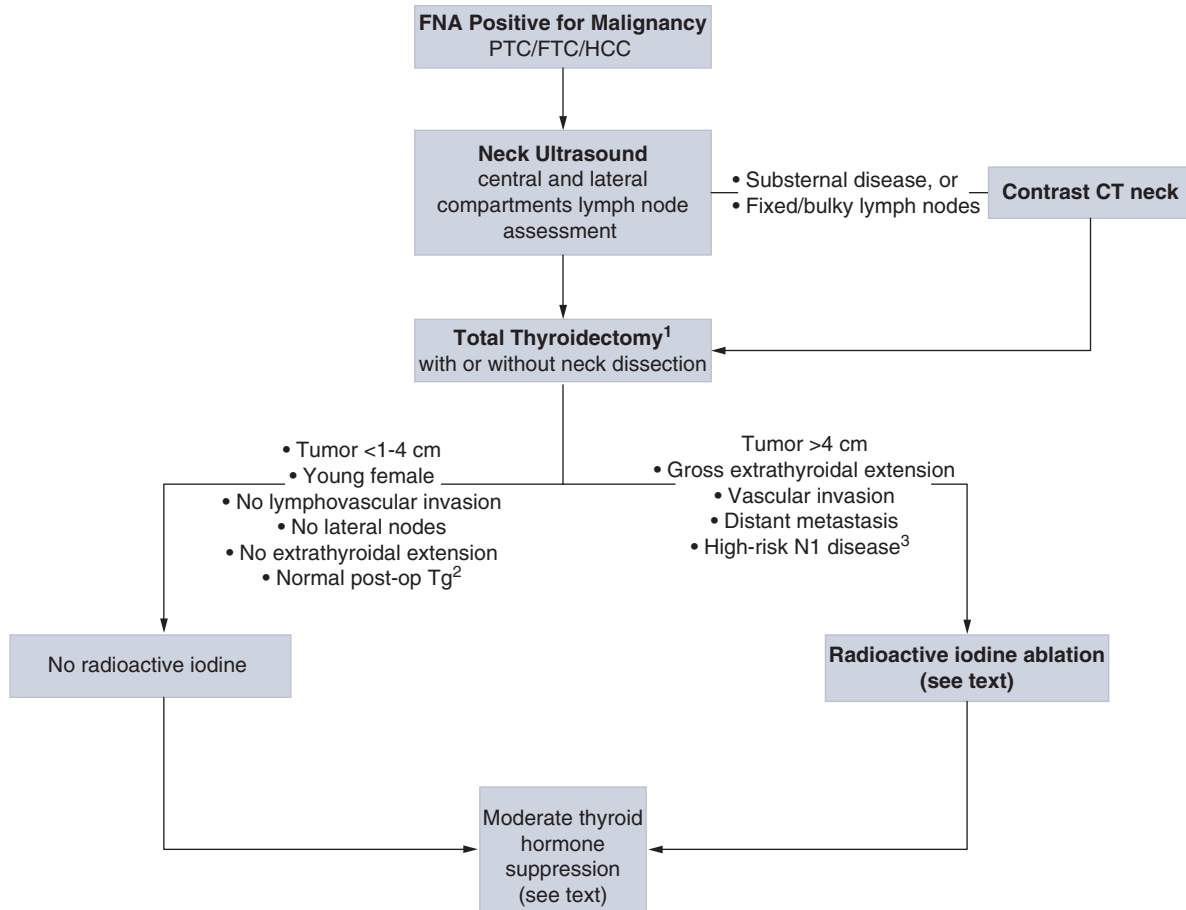 FNA Positive for Malignancy
PTC/FTC/HCC
Neck Ultrasound
central and lateral
compartments lymph node
assessment
• Substernal disease, or
• Fixed/bulky lymph nodes
Contrast CT neck
Total Thyroidectomy1
with or without neck dissection
• Tumor <1-4 cm
• Young female
• No lymphovascular invasion
• No lateral nodes
• No extrathyroidal extension
• Normal post-op Tg2
Tumor >4 cm
• Gross extrathyroidal extension
• Vascular invasion
• Distant metastasis
• High-risk N1 disease3
No radioactive iodine
Radioactive iodine ablation
(see text)
Moderate thyroid
hormone
suppression
(see text)